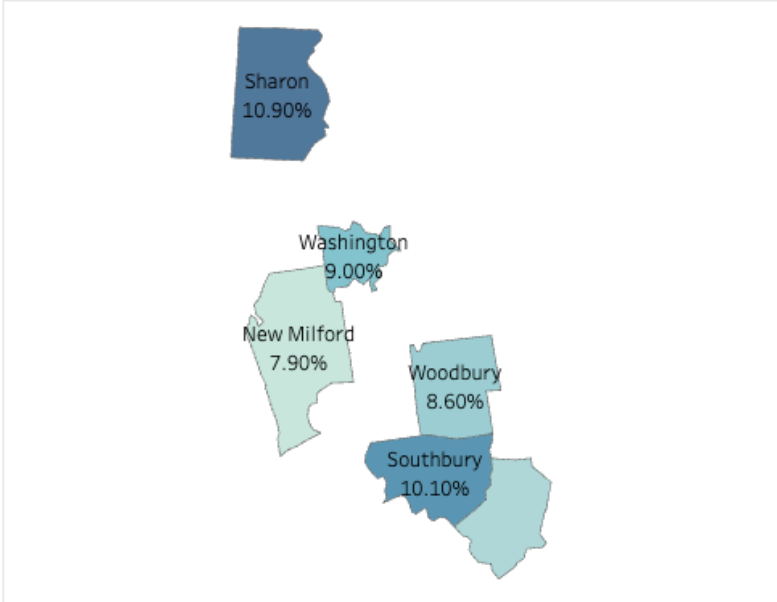 Sharon
10.90%
Washington
9.00%
New Milford
7.90%
Woodbury
8.60%
Southbury
10.10%